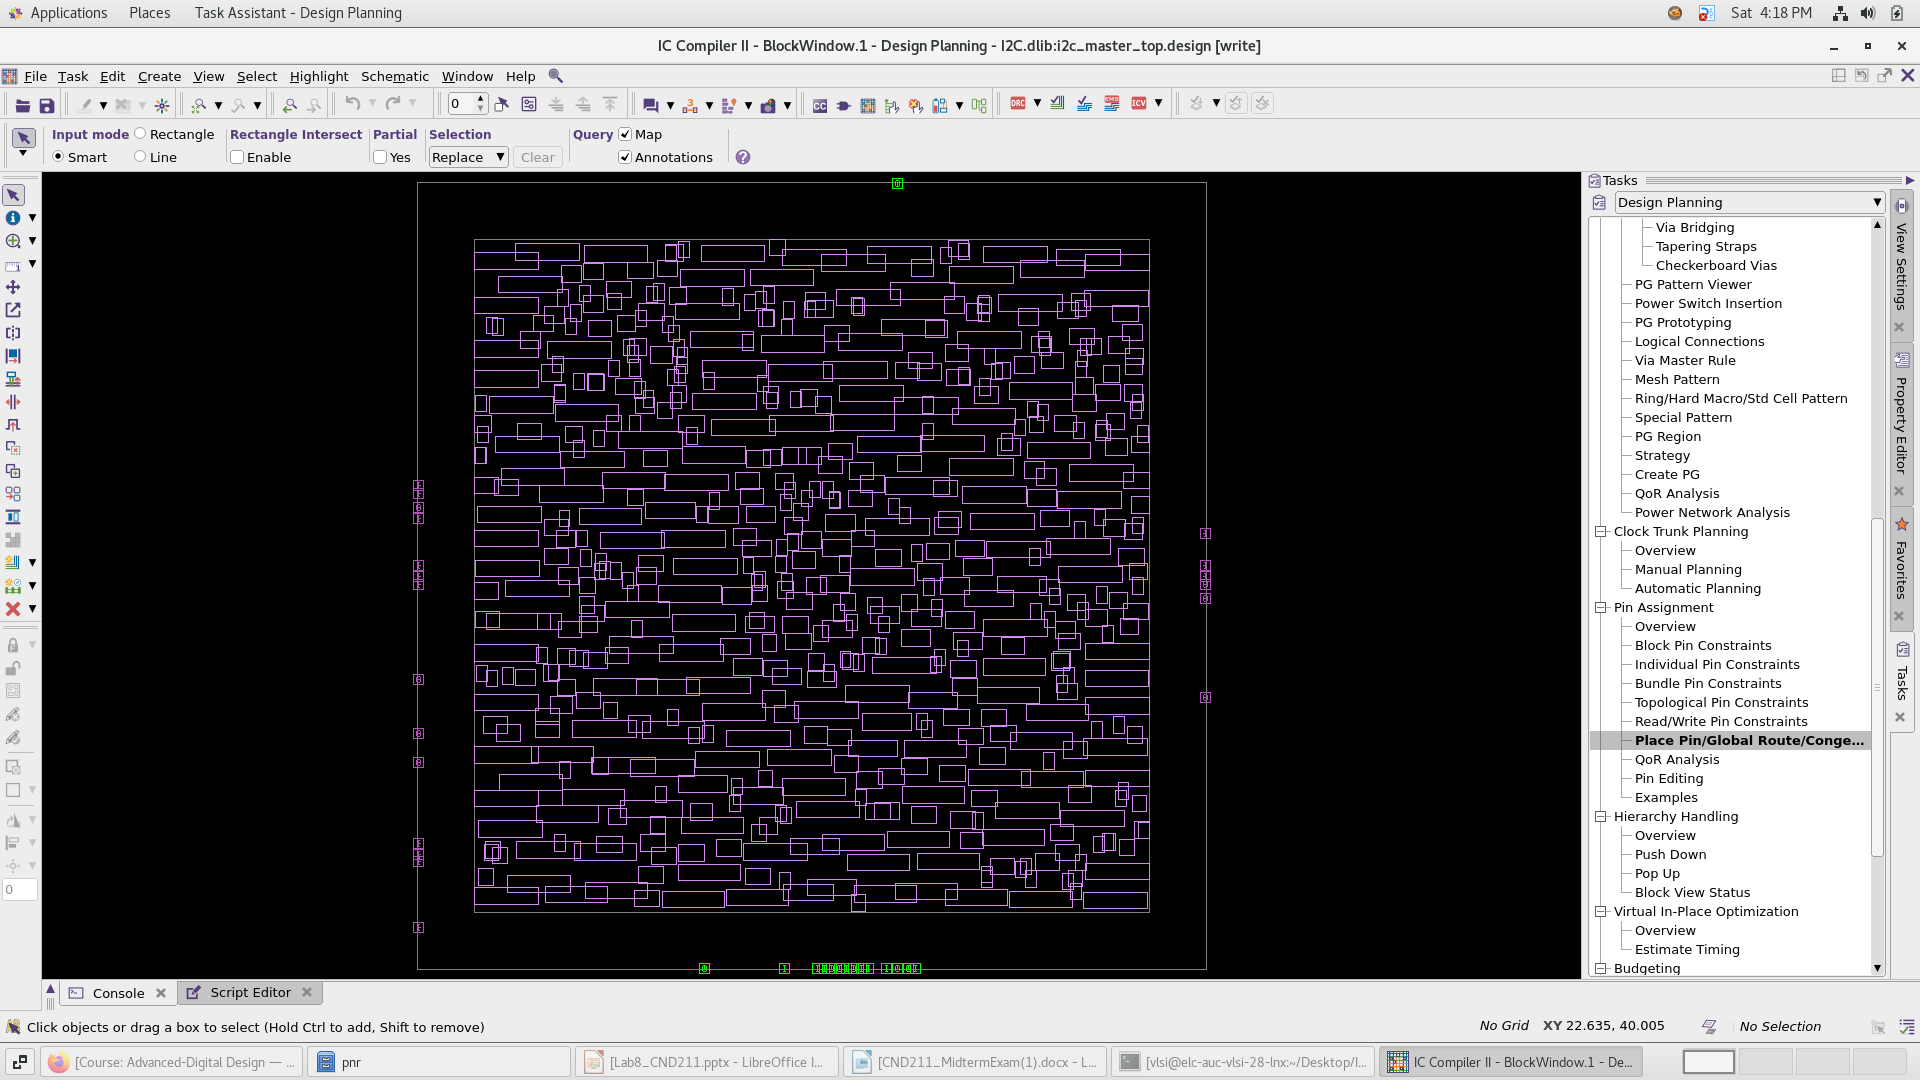 Applications Places Task Assistant - Design Planning Sat 4:18 PM
IC Compiler II - BlockWindow.1 - Design Planning - I2C.dlib:i2c_master_top.design [write]
File Task Edit Create View Select Highlight Schematic Window Help
0 CC DRC EMS ICV
Input mode Rectangle Rectangle Intersect Partial Selection Query Map
Smart Line Enable Yes Replace Clear Annotations
Tasks
Design Planning
Via Bridging
Tapering Straps
Checkerboard Vias
PG Pattern Viewer
Power Switch Insertion
PG Prototyping
Logical Connections
Via Master Rule
Mesh Pattern
Ring/Hard Macro/Std Cell Pattern
Special Pattern
PG Region
Strategy
Create PG
QoR Analysis
Power Network Analysis
Clock Trunk Planning
Overview
Manual Planning
Automatic Planning
Pin Assignment
Overview
Block Pin Constraints
Individual Pin Constraints
Bundle Pin Constraints
Topological Pin Constraints
Read/Write Pin Constraints
Place Pin/Global Route/Conge...
QoR Analysis
Pin Editing
Examples
Hierarchy Handling
Overview
Push Down
Pop Up
Block View Status
Virtual In-Place Optimization
Overview
Estimate Timing
Budgeting
View Settings
Property Editor
Favorites
Tasks
0
Console Script Editor
Click objects or drag a box to select (Hold Ctrl to add, Shift to remove) No Grid XY 22.635, 40.005 No Selection
[Course: Advanced-Digital Design — ... pnr [Lab8_CND211.pptx - LibreOffice I... [CND211_MidtermExam(1).docx - L... [vlsi@elc-auc-vlsi-28-lnx:~/Desktop/I... IC Compiler II - BlockWindow.1 - De...